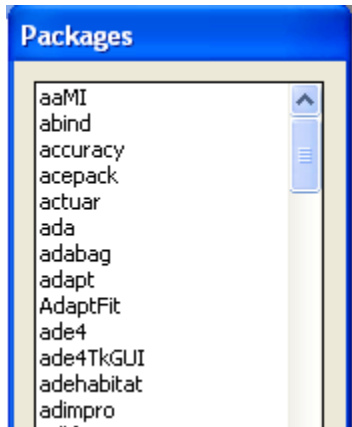 Packages
aaMI
abind
accuracy
acepack
actuar
ada
adabag
adapt
AdaptFit
ade4
ade4TkGUI
adehabitat
adimpro